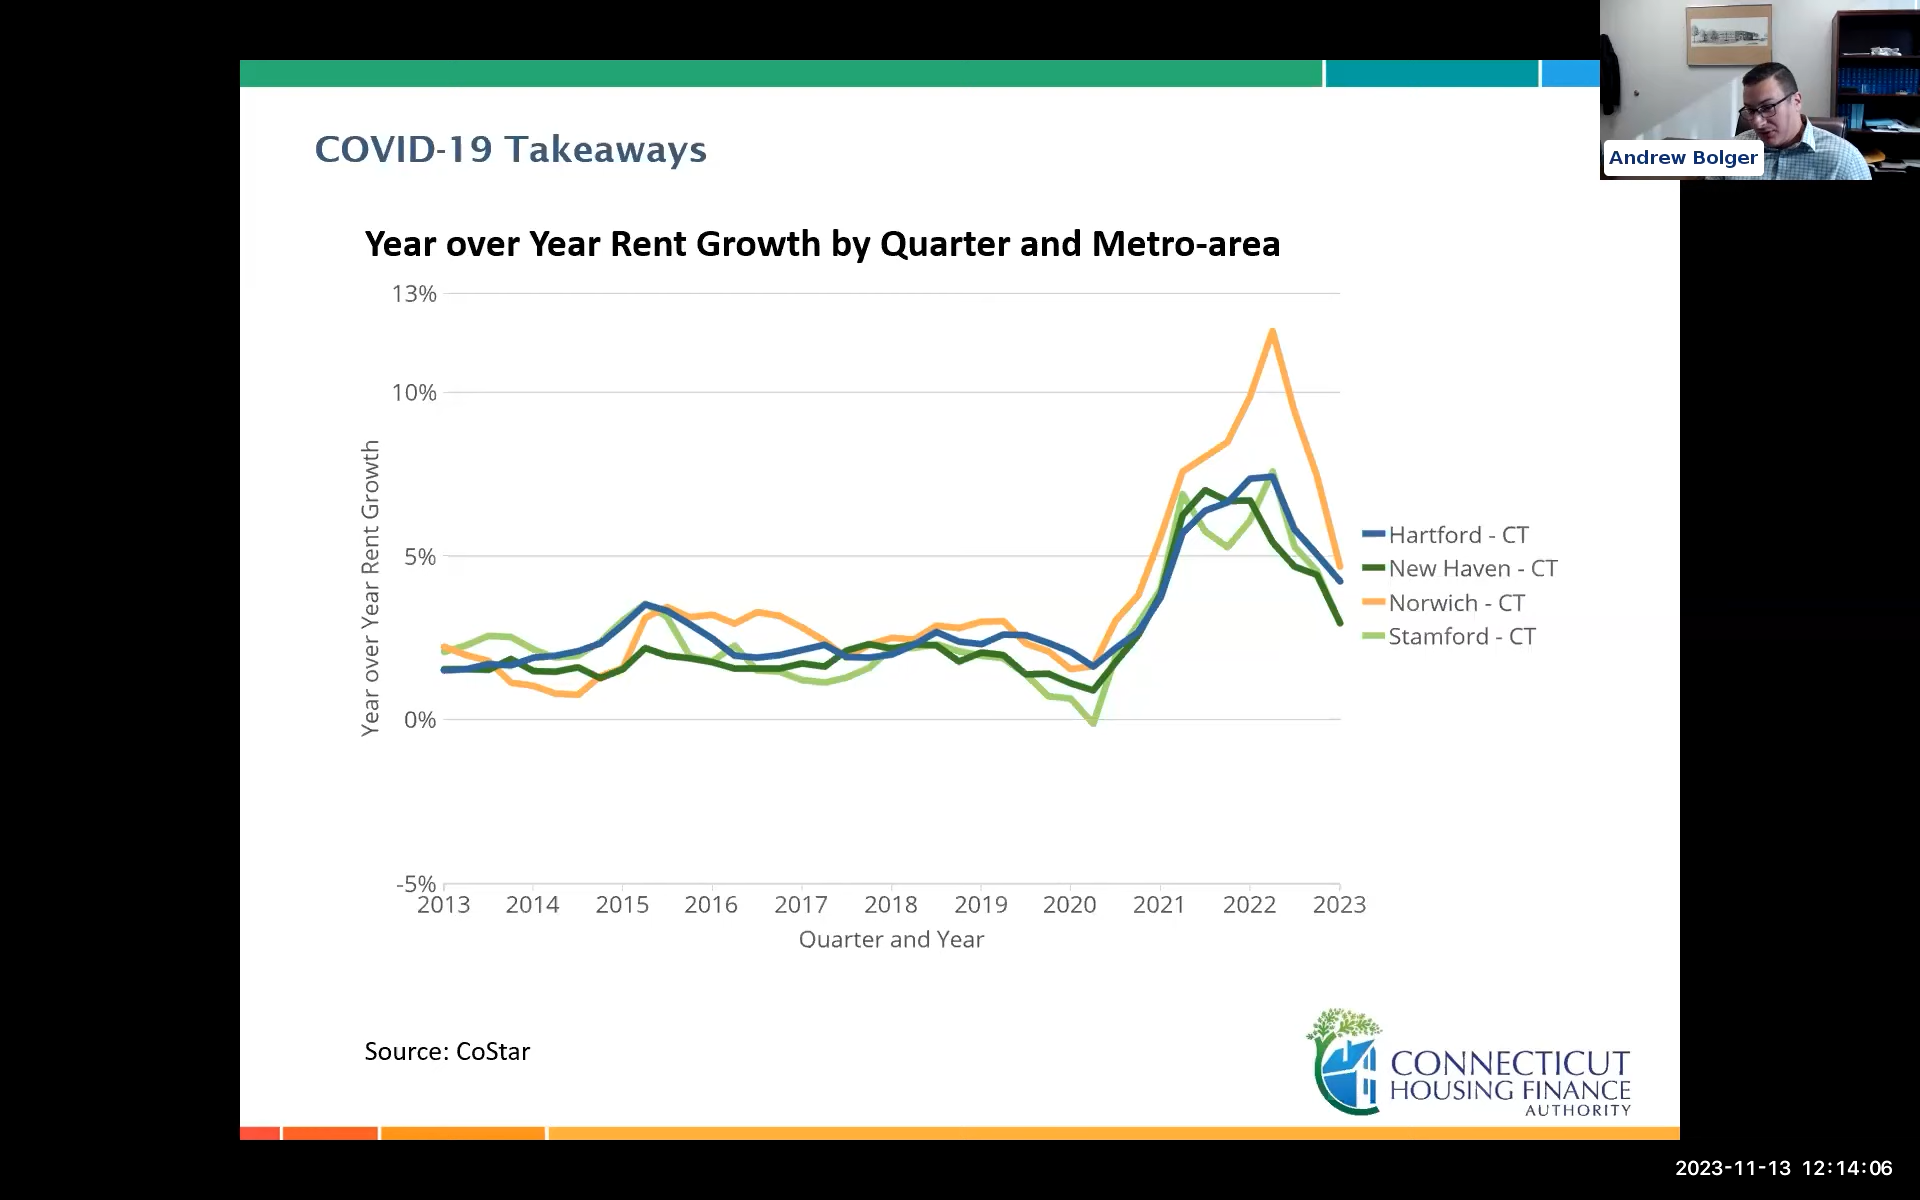 Andrew Bolger
COVID-19 Takeaways
Year over Year Rent Growth by Quarter and Metro-area
13%
10%
5%
0%
-5%
Year over Year Rent Growth
2013 2014 2015 2016 2017 2018 2019 2020 2021 2022 2023
Quarter and Year
Hartford - CT
New Haven - CT
Norwich - CT
Stamford - CT
Source: CoStar
CONNECTICUT
HOUSING FINANCE
AUTHORITY
2023-11-13 12:14:06